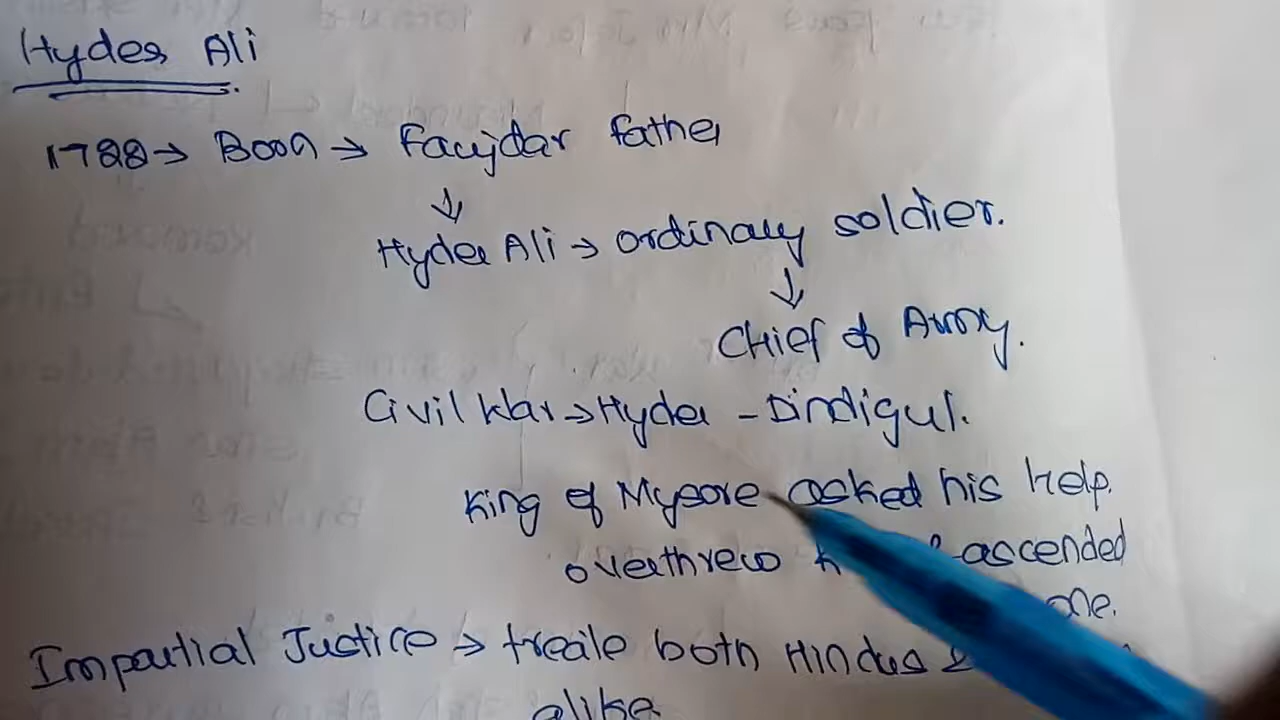 Hyder Ali
1722 → Born → Faujdar father
↓
Hyder Ali → ordinary soldier.
↓
Chief of Army.
Civil War → Hyder - Dindigul.
King of Mysore asked his help.
overthrew & ascended
Impartial Justice → treate both Hindus &
alike